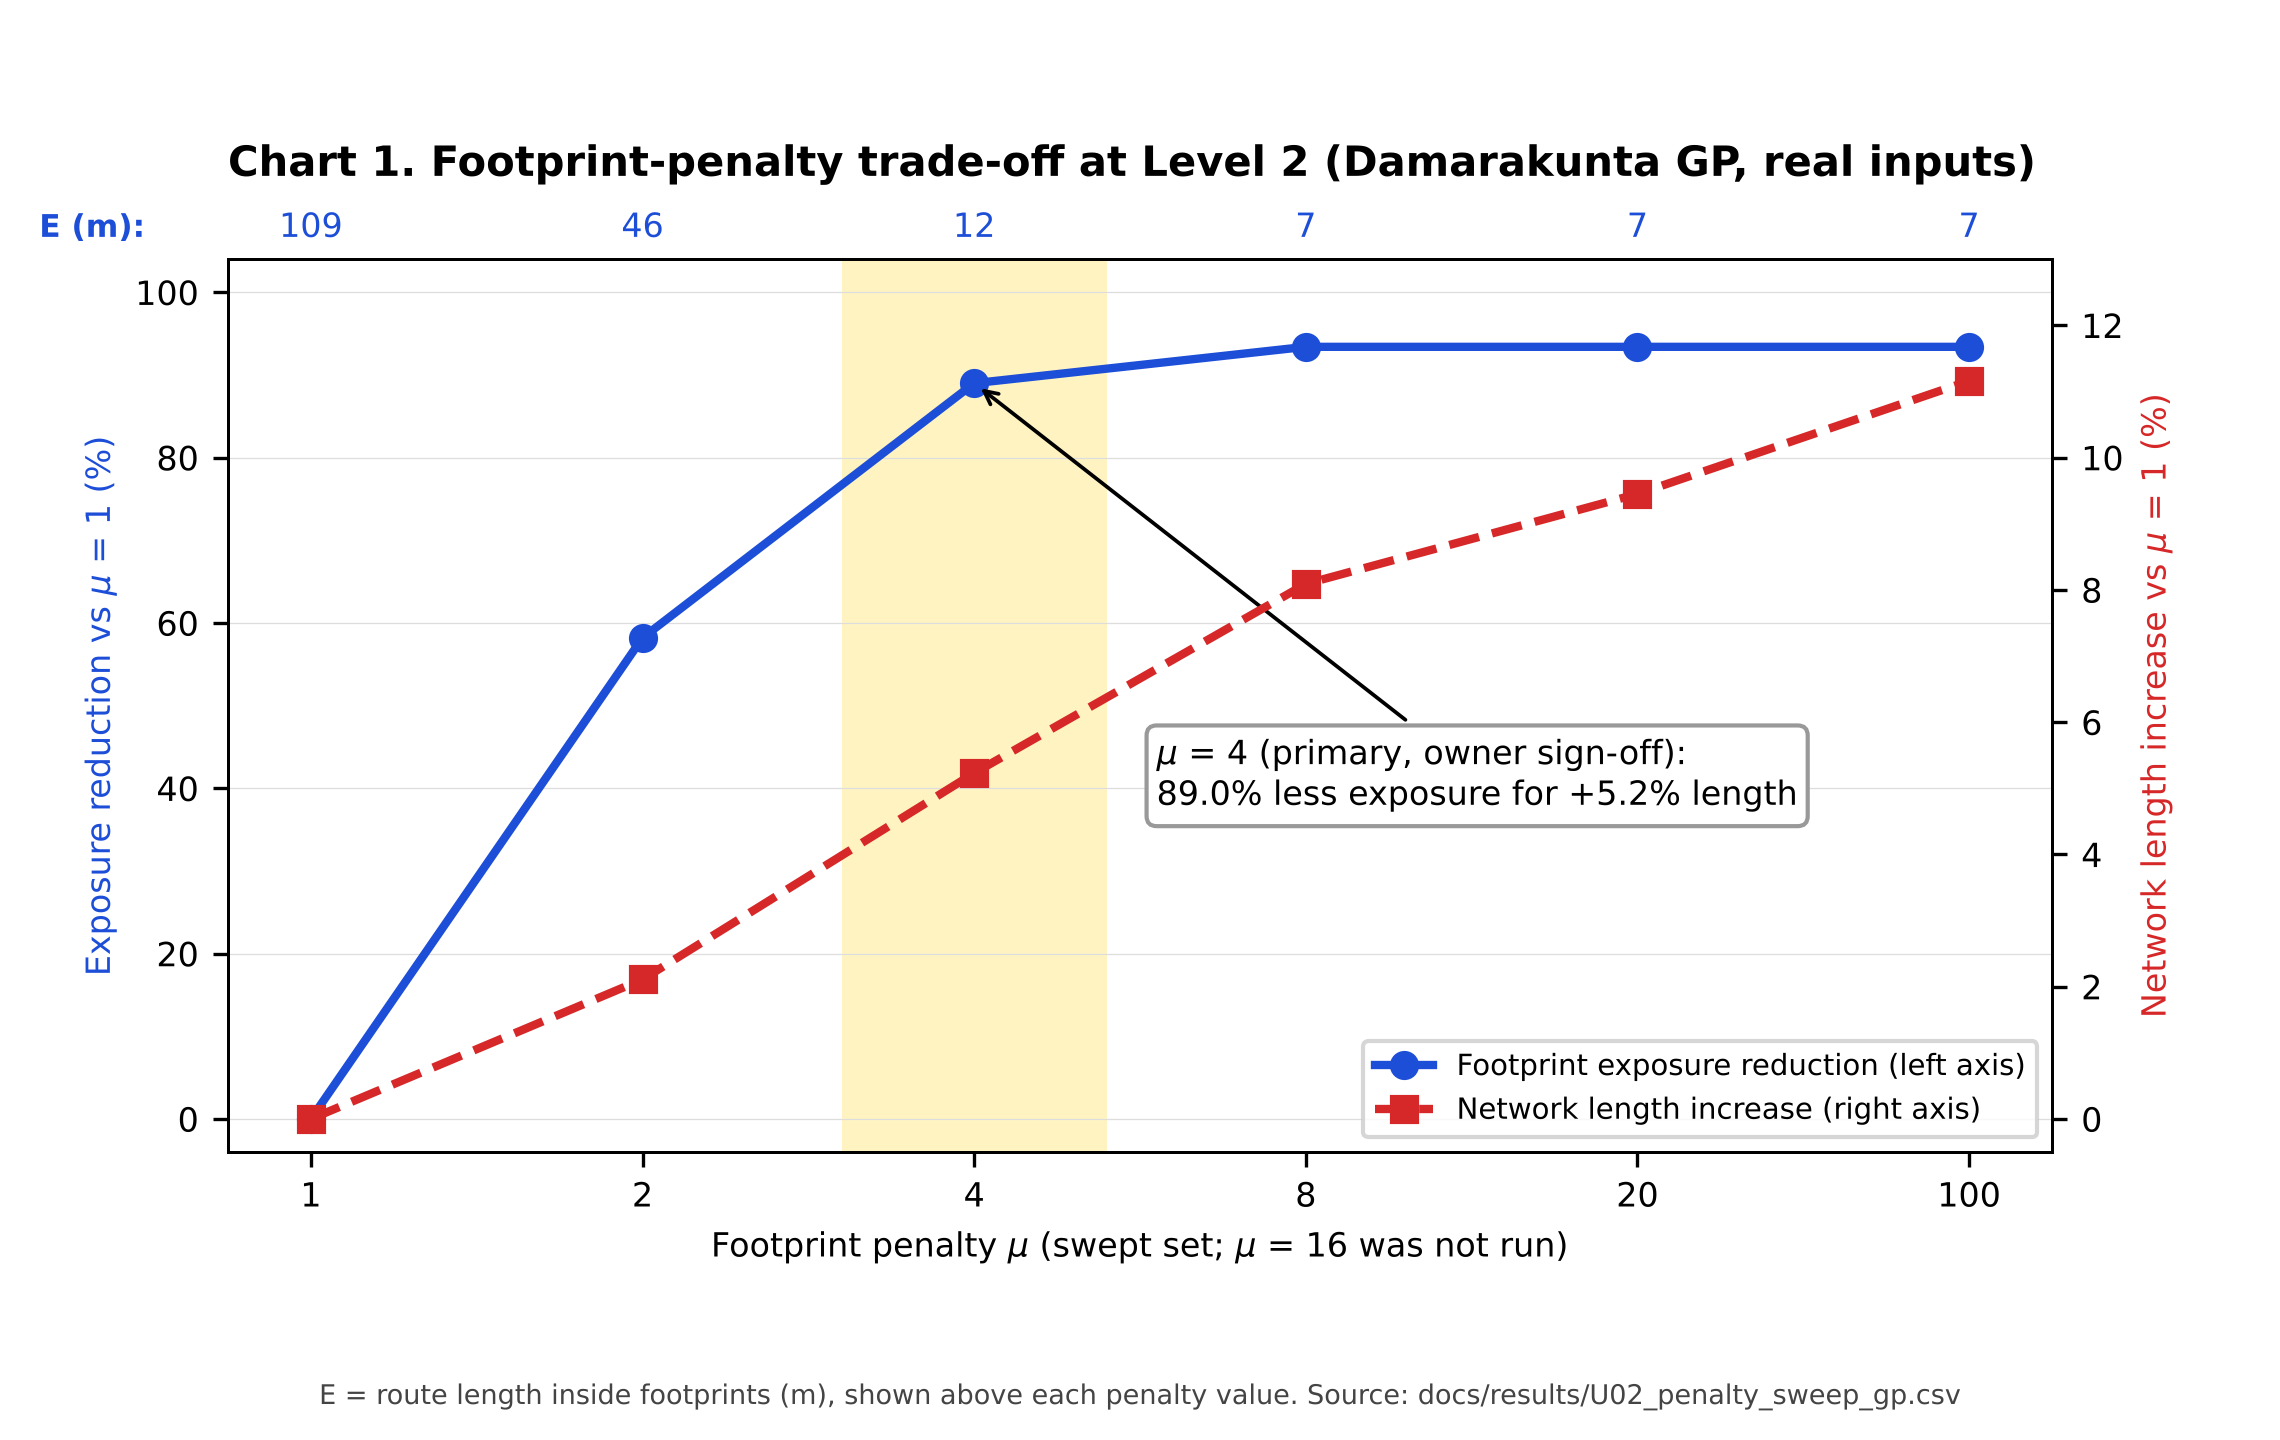 Chart 1. Footprint-penalty trade-off at Level 2 (Damarakunta GP, real inputs)
E (m): 109 46 12 7 7 7
100
80
60
40
20
0
Exposure reduction vs μ = 1 (%)
12
10
8
6
4
2
0
Network length increase vs μ = 1 (%)
μ = 4 (primary, owner sign-off):
89.0% less exposure for +5.2% length
Footprint exposure reduction (left axis)
Network length increase (right axis)
1 2 4 8 20 100
Footprint penalty μ (swept set; μ = 16 was not run)
E = route length inside footprints (m), shown above each penalty value. Source: docs/results/U02_penalty_sweep_gp.csv